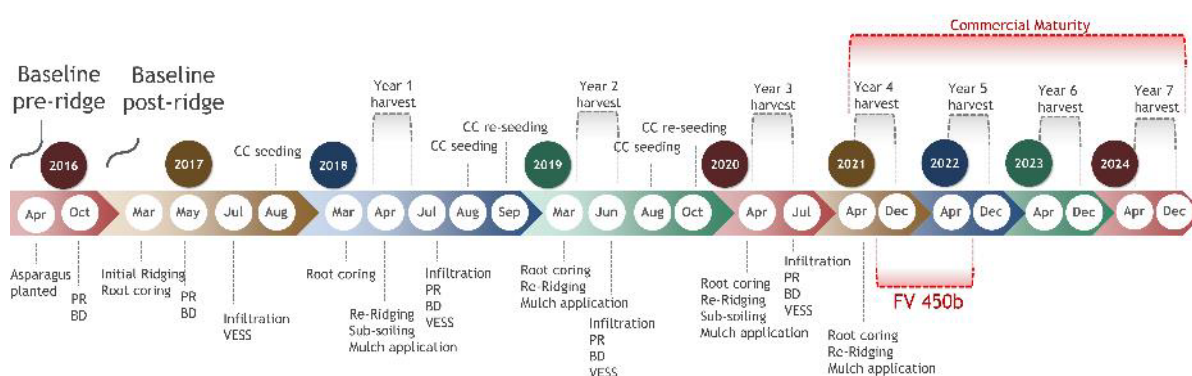 Commercial Maturity
Baseline
pre-ridge
Baseline
post-ridge
Year 1
harvest
Year 2
harvest
Year 3
harvest
Year 4
harvest
Year 5
harvest
Year 6
harvest
Year 7
harvest
CC seeding
CC seeding
CC re-seeding
CC seeding
CC re-seeding
2016
2017
2018
2019
2020
2021
2022
2023
2024
Apr
Oct
Mar
May
Jul
Aug
Mar
Apr
Jul
Aug
Sep
Mar
Jun
Aug
Oct
Apr
Jul
Apr
Dec
Apr
Dec
Apr
Dec
Apr
Dec
Asparagus
planted
PR
BD
Initial Ridging
Root coring
PR
BD
Infiltration
VESS
Root coring
Re-Ridging
Sub-soiling
Mulch application
Infiltration
PR
BD
VESS
Root coring
Re-Ridging
Mulch application
Infiltration
PR
BD
VESS
Root coring
Re-Ridging
Sub-soiling
Mulch application
Infiltration
PR
BD
VESS
Root coring
Re-Ridging
Mulch application
FV 450b